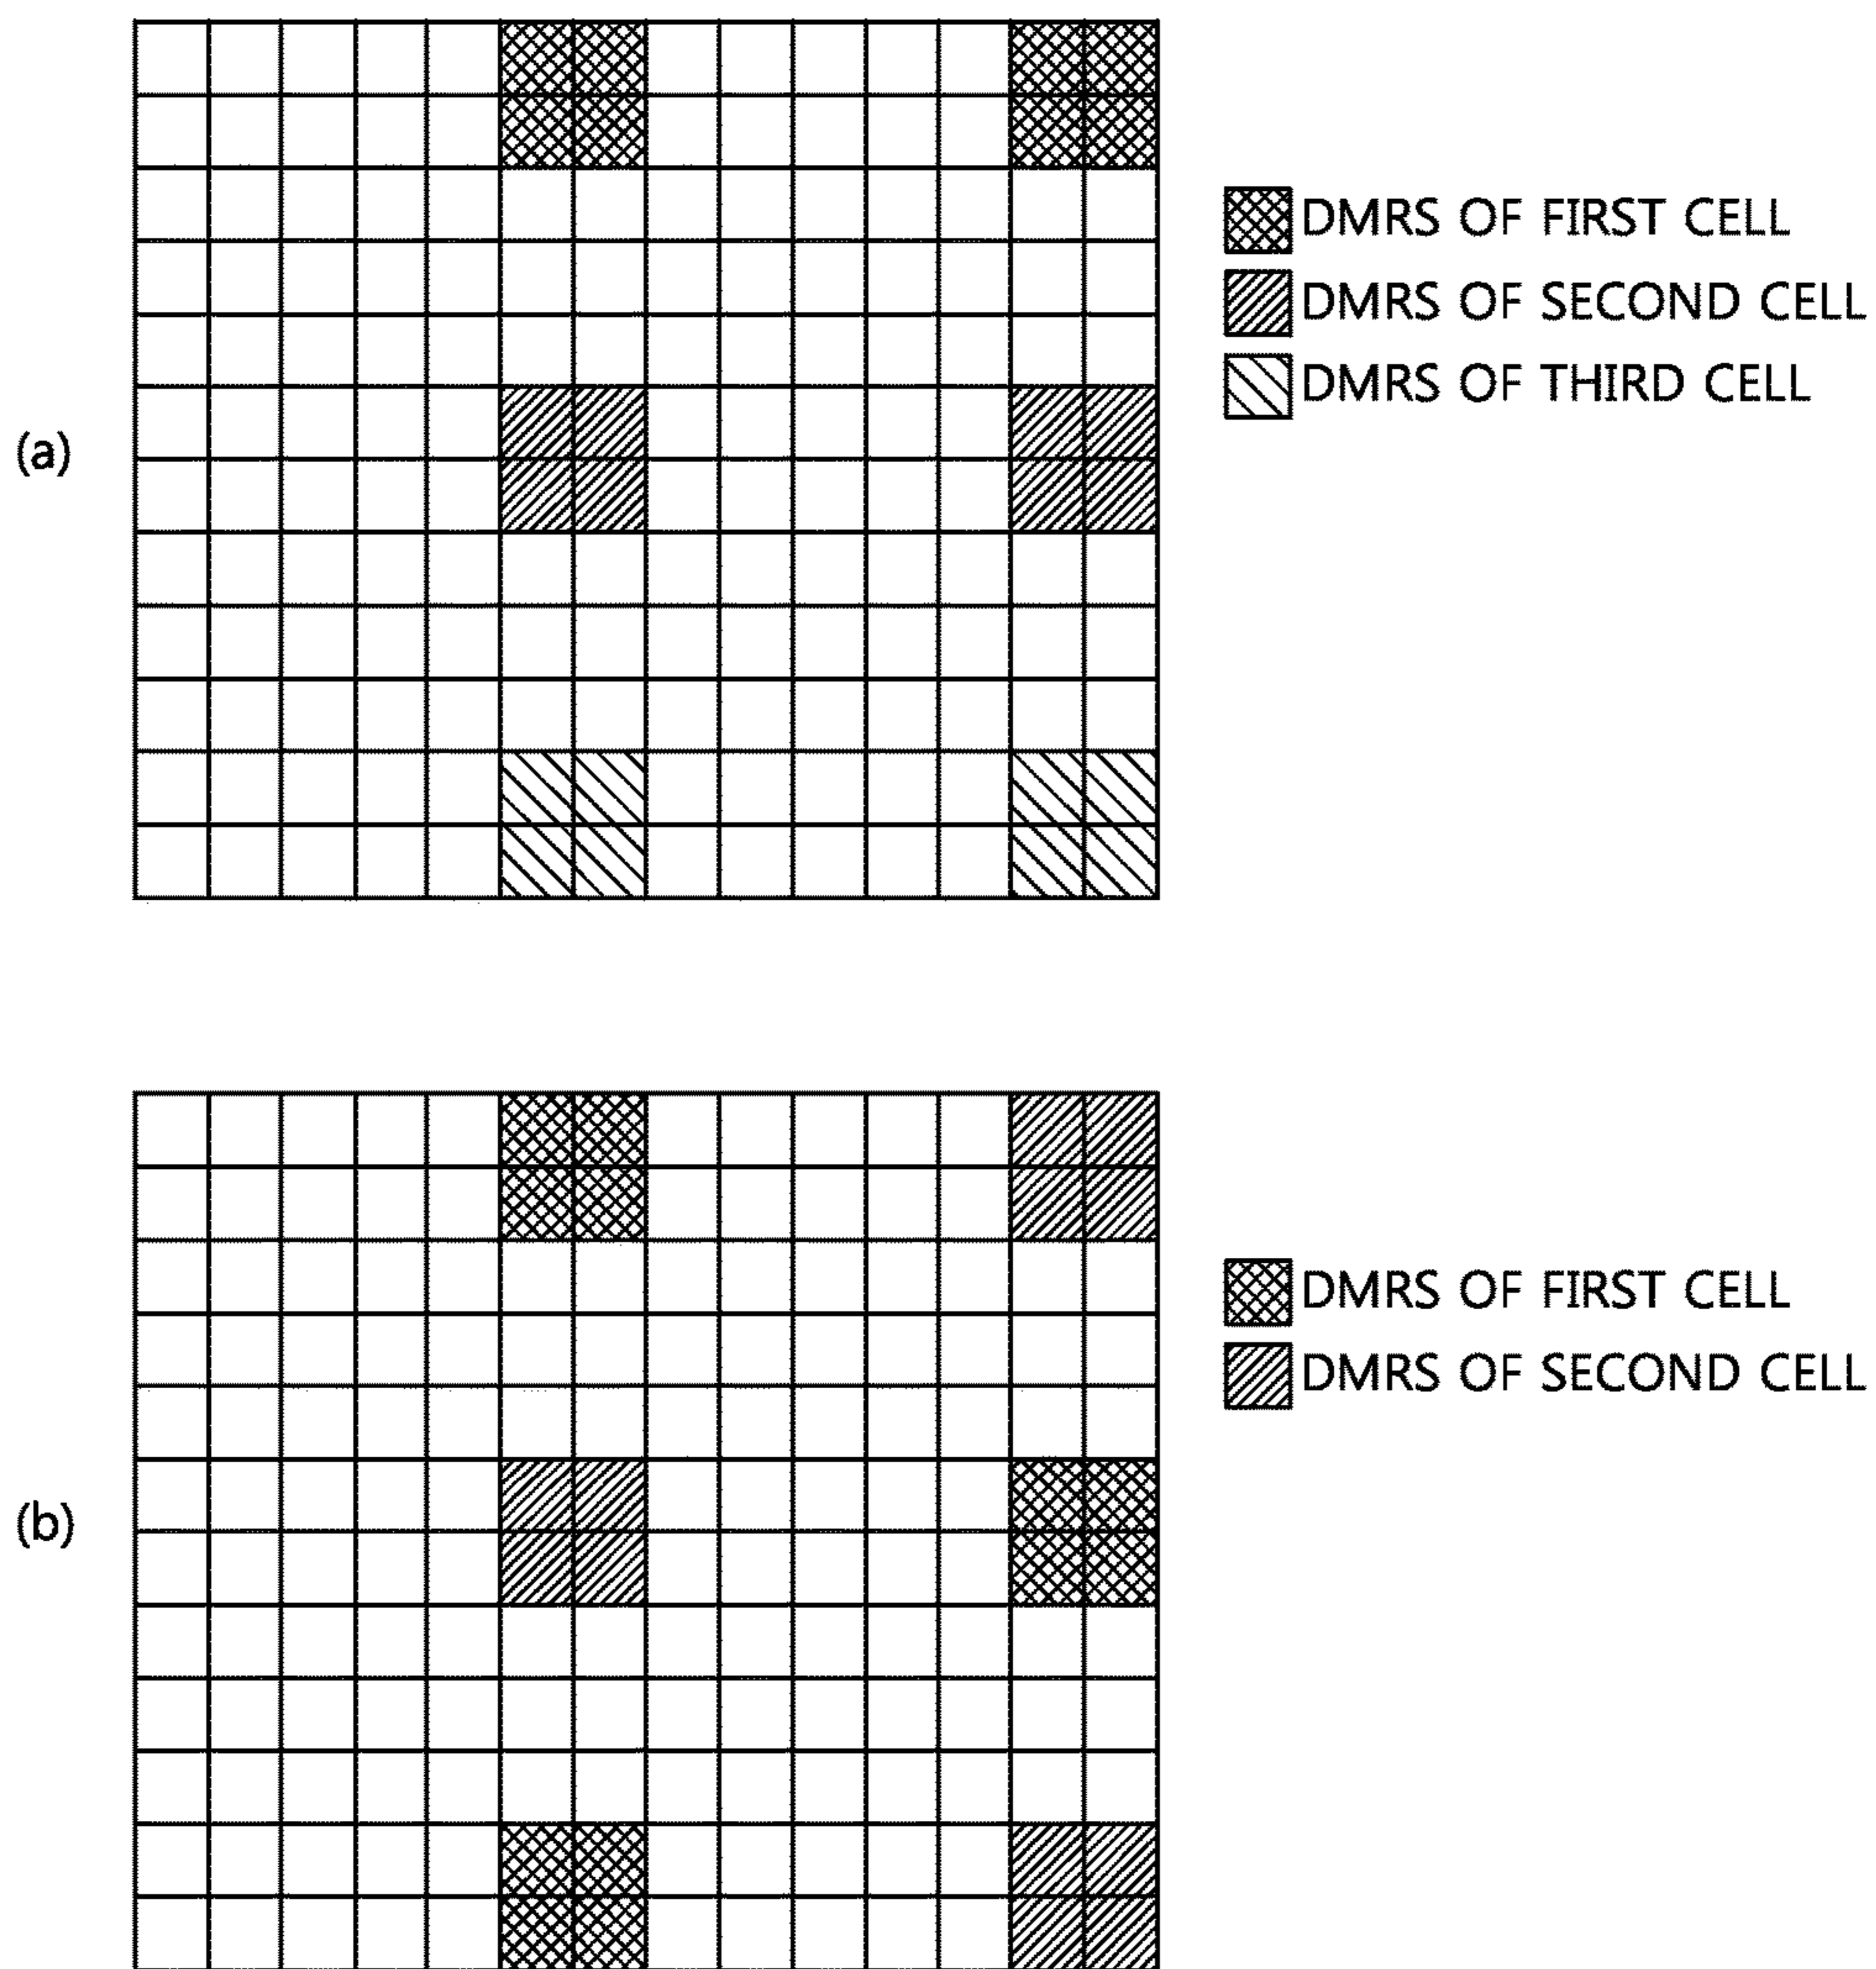 DMRS OF FIRST CELL
DMRS OF SECOND CELL
DMRS OF THIRD CELL
(a)
DMRS OF FIRST CELL
DMRS OF SECOND CELL
(b)